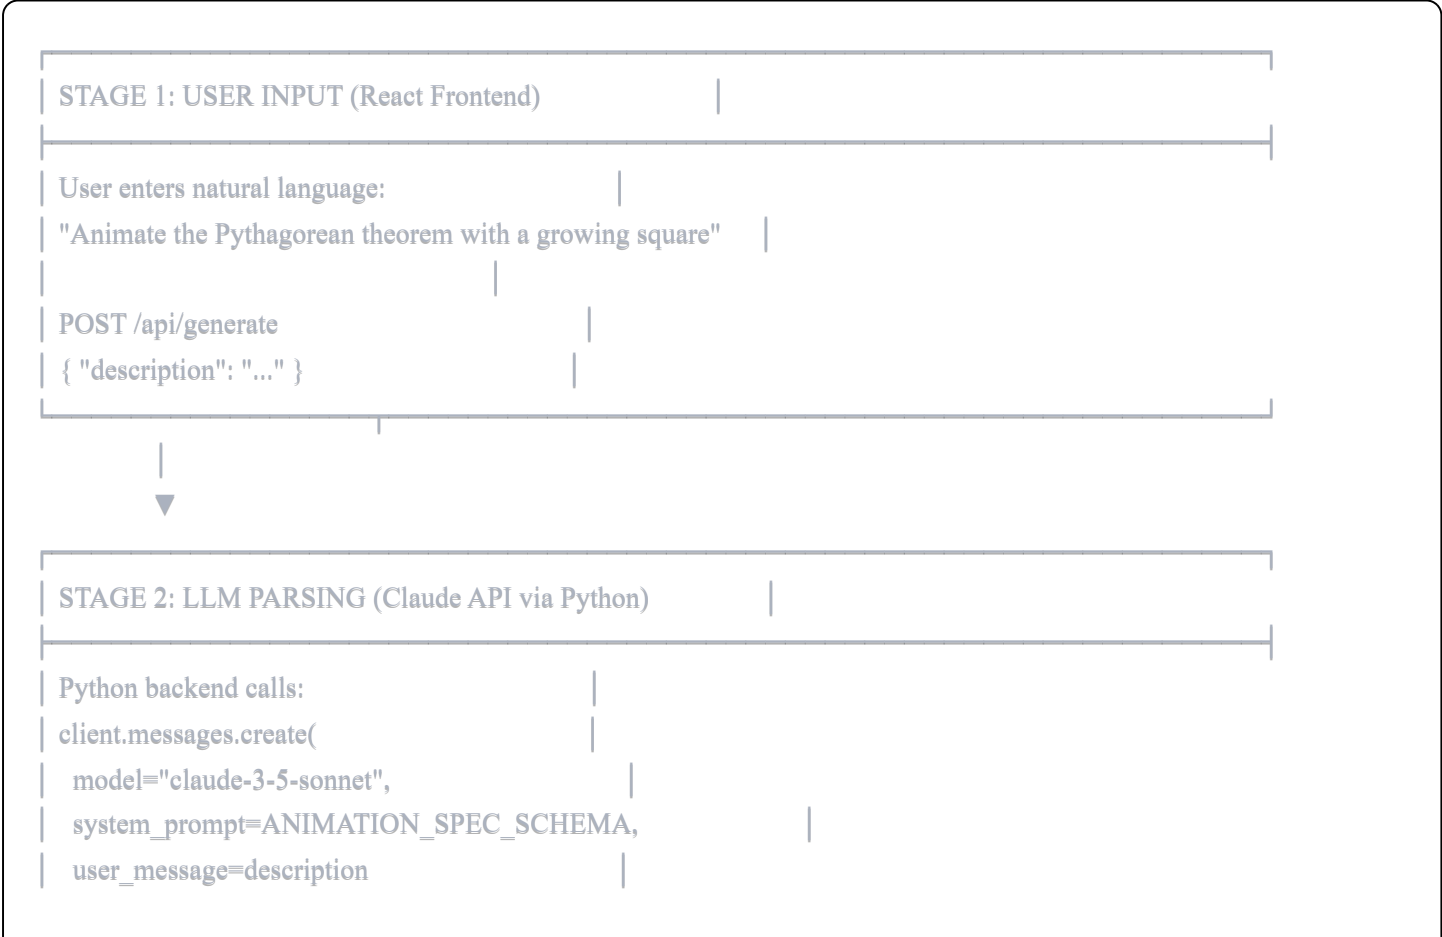 STAGE 1: USER INPUT (React Frontend)
User enters natural language:
"Animate the Pythagorean theorem with a growing square"
POST /api/generate
{ "description": "..." }
STAGE 2: LLM PARSING (Claude API via Python)
Python backend calls:
client.messages.create(
model="claude-3-5-sonnet",
system_prompt=ANIMATION_SPEC_SCHEMA,
user_message=description